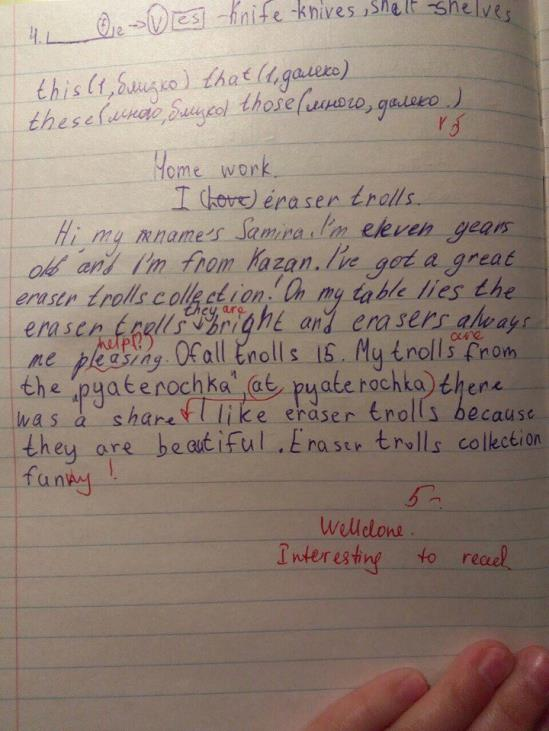 4. f, fe → V es - knife - knives, shelf - shelves
this (1, близко) that (1, далеко)
these (много, близко) those (много, далеко)
r 5
Home work.
I (Love) eraser trolls.
Hi, my mname's Samira. I'm eleven years
old and I'm from Kazan. I've got a great
eraser trolls collection! On my table lies the
they are
eraser trolls bright and erasers always
help(?) are
me pleasing. Of all trolls 15. My trolls from
the "pyaterochka", (at pyaterochka) there
was a share I like eraser trolls because
they are beautiful. Eraser trolls collection
funny!
5-
Welldone.
Interesting to read